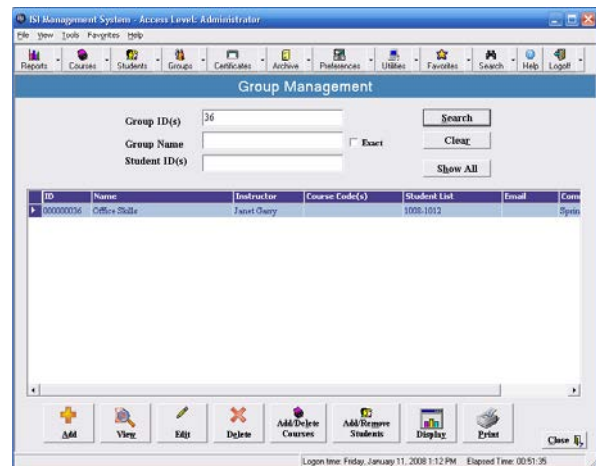 ISI Management System - Access Level: Administrator
File View Tools Favgrites Help
Reports Courses Students Groups Certificates Archive Preferences Utilities Favorites Search Help Logoff
Group Management
Group ID(s) 36 Search
Group Name Exact Clear
Student ID(s) Show All
ID Name Instructor Course Code(s) Student List Email Com
000000036 Office Skills Janet Garry 1008-1012 Sprin
Add View Edit Delete Add/Delete Courses Add/Remove Students Display Print Close
Logon time: Friday, January 11, 2008 1:12 PM Elapsed Time: 00:51:35